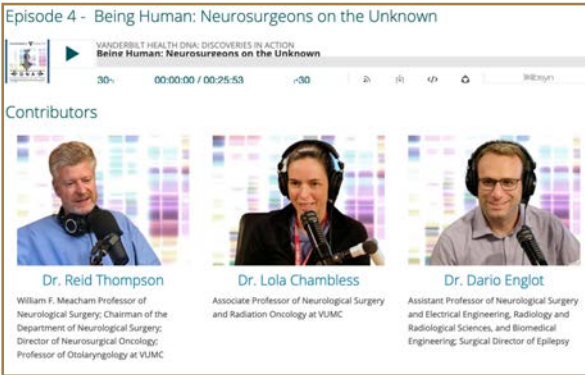 Episode 4 - Being Human: Neurosurgeons on the Unknown
VANDERBILT HEALTH DNA: DISCOVERIES IN ACTION
Being Human: Neurosurgeons on the Unknown
30 00:00:00 / 00:25:53 30
Contributors
Dr. Reid Thompson
William F. Meacham Professor of
Neurological Surgery; Chairman of the
Department of Neurological Surgery;
Director of Neurosurgical Oncology;
Professor of Otolaryngology at VUMC
Dr. Lola Chambless
Associate Professor of Neurological Surgery
and Radiation Oncology at VUMC
Dr. Dario Englot
Assistant Professor of Neurological Surgery
and Electrical Engineering, Radiology and
Radiological Sciences, and Biomedical
Engineering; Surgical Director of Epilepsy